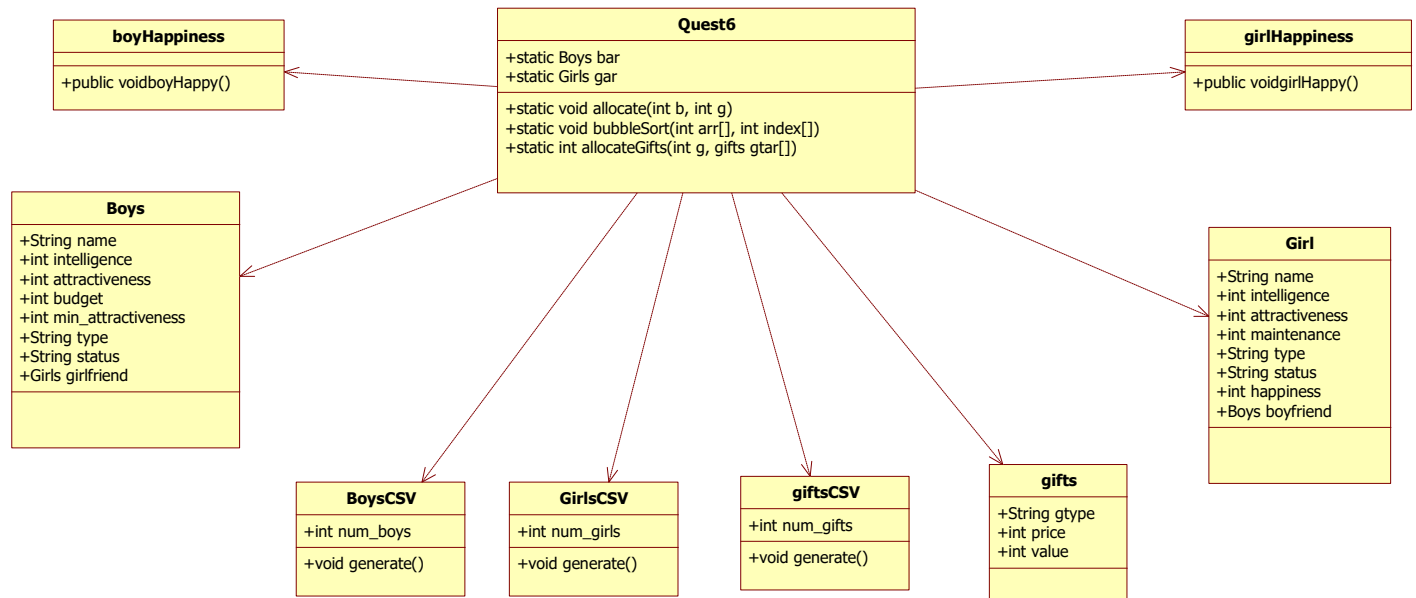 boyHappiness
+public voidboyHappy()
Quest6
+static Boys bar
+static Girls gar
+static void allocate(int b, int g)
+static void bubbleSort(int arr[], int index[])
+static int allocateGifts(int g, gifts gtar[])
girlHappiness
+public voidgirlHappy()
Boys
+String name
+int intelligence
+int attractiveness
+int budget
+int min_attractiveness
+String type
+String status
+Girls girlfriend
Girl
+String name
+int intelligence
+int attractiveness
+int maintenance
+String type
+String status
+int happiness
+Boys boyfriend
BoysCSV
+int num_boys
+void generate()
GirlsCSV
+int num_girls
+void generate()
giftsCSV
+int num_gifts
+void generate()
gifts
+String gtype
+int price
+int value